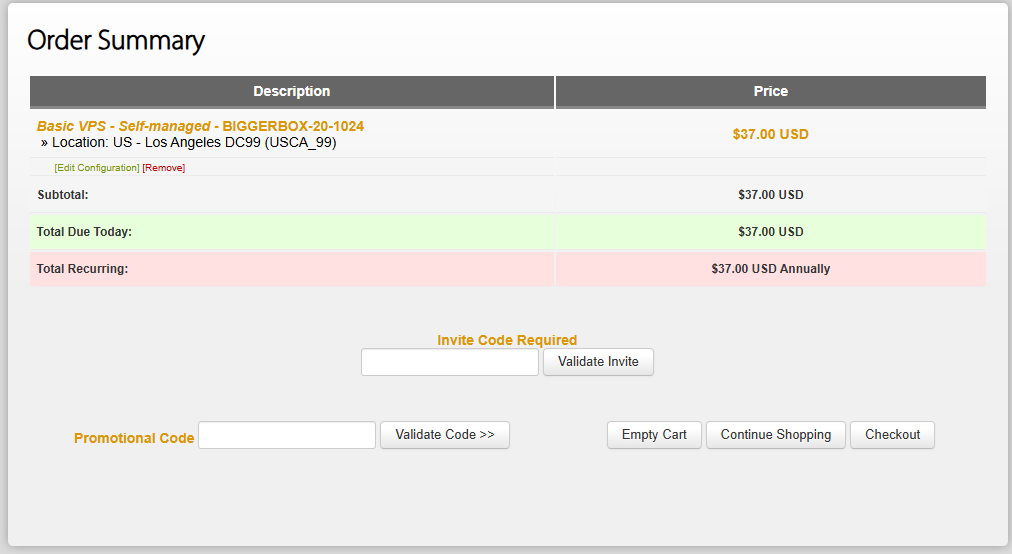 Order Summary
Description Price
Basic VPS - Self-managed - BIGGERBOX-20-1024 $37.00 USD
» Location: US - Los Angeles DC99 (USCA_99)
[Edit Configuration] [Remove]
Subtotal: $37.00 USD
Total Due Today: $37.00 USD
Total Recurring: $37.00 USD Annually
Invite Code Required
Validate Invite
Promotional Code Validate Code >> Empty Cart Continue Shopping Checkout